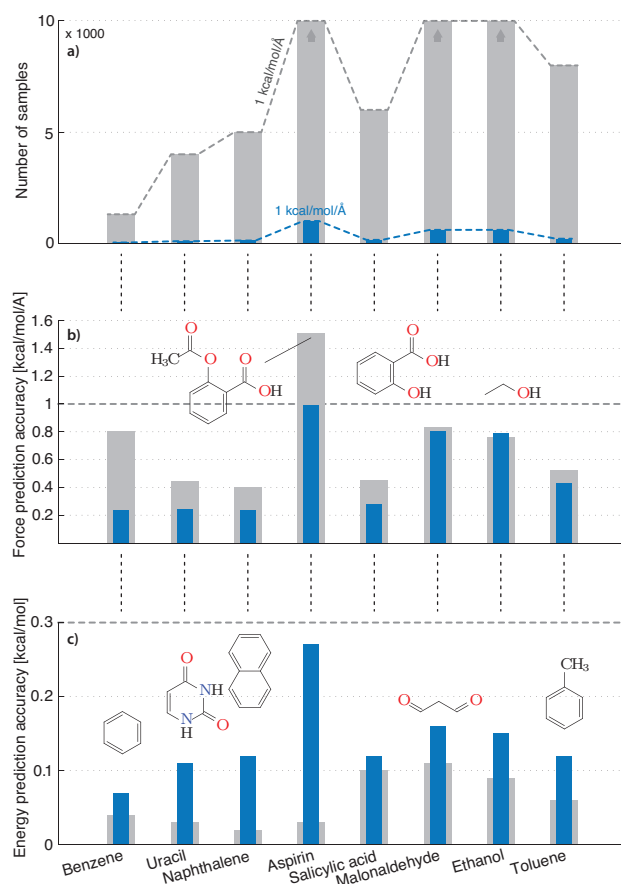 x 1000
a)
10
5
0
Number of samples
1 kcal/mol/Å
1 kcal/mol/Å
b)
1.6
1.4
1.2
1
0.8
0.6
0.4
0.2
Force prediction accuracy [kcal/mol/A]
O
H₃C
O
O
OH
O
OH
OH
OH
c)
0.3
0.2
0.1
0
Energy prediction accuracy [kcal/mol]
O
NH
N
H
O
O
O
CH₃
Benzene
Uracil
Naphthalene
Aspirin
Salicylic acid
Malonaldehyde
Ethanol
Toluene